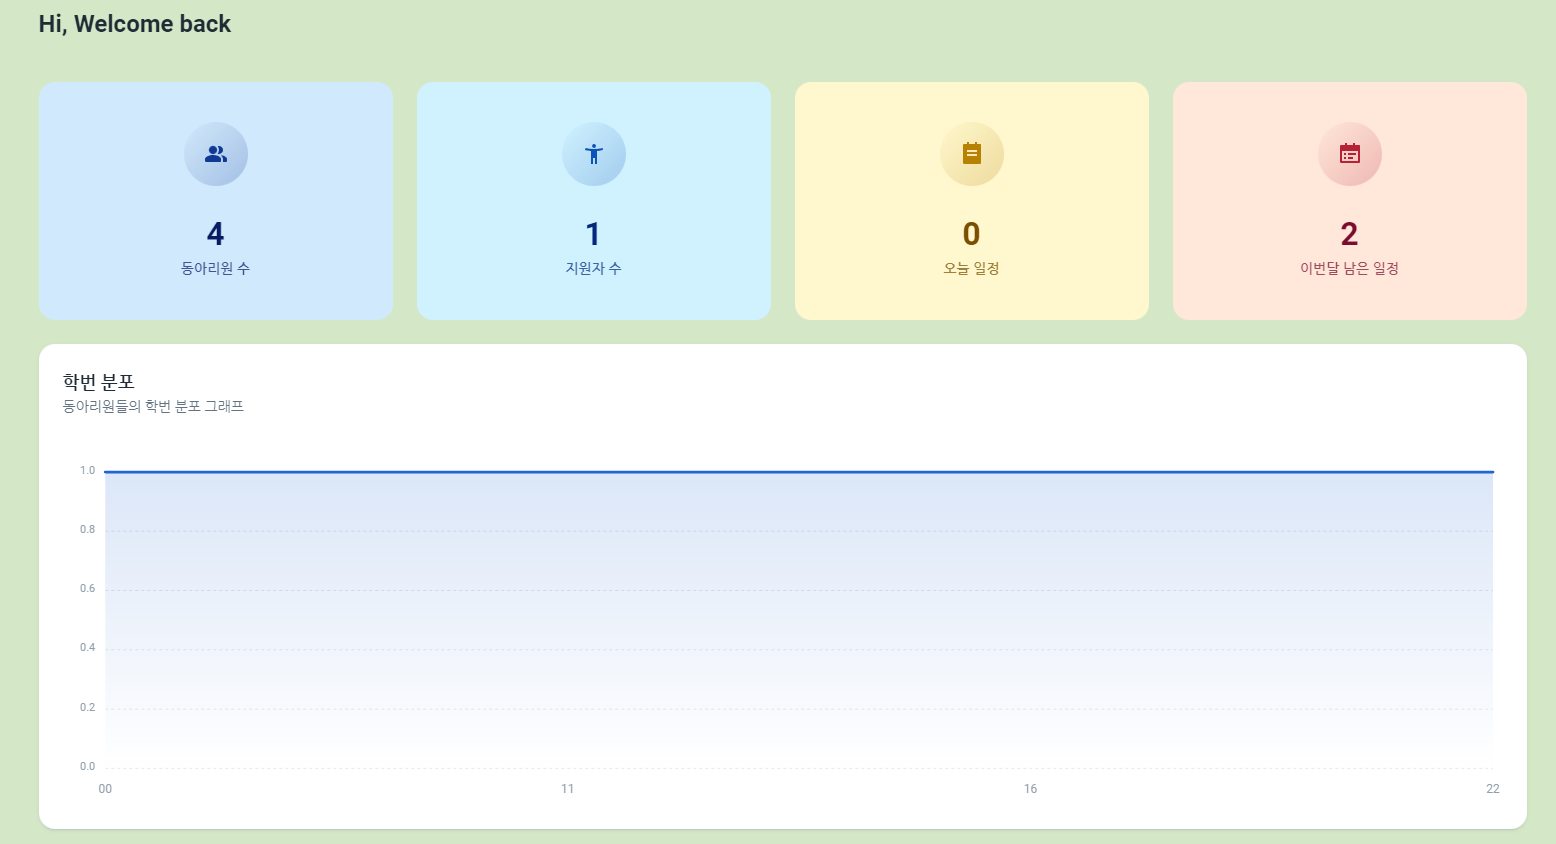 Hi, Welcome back
4
동아리원 수
1
지원자 수
0
오늘 일정
2
이번달 남은 일정
학번 분포
동아리원들의 학번 분포 그래프
1.0
0.8
0.6
0.4
0.2
0.0
00 11 16 22